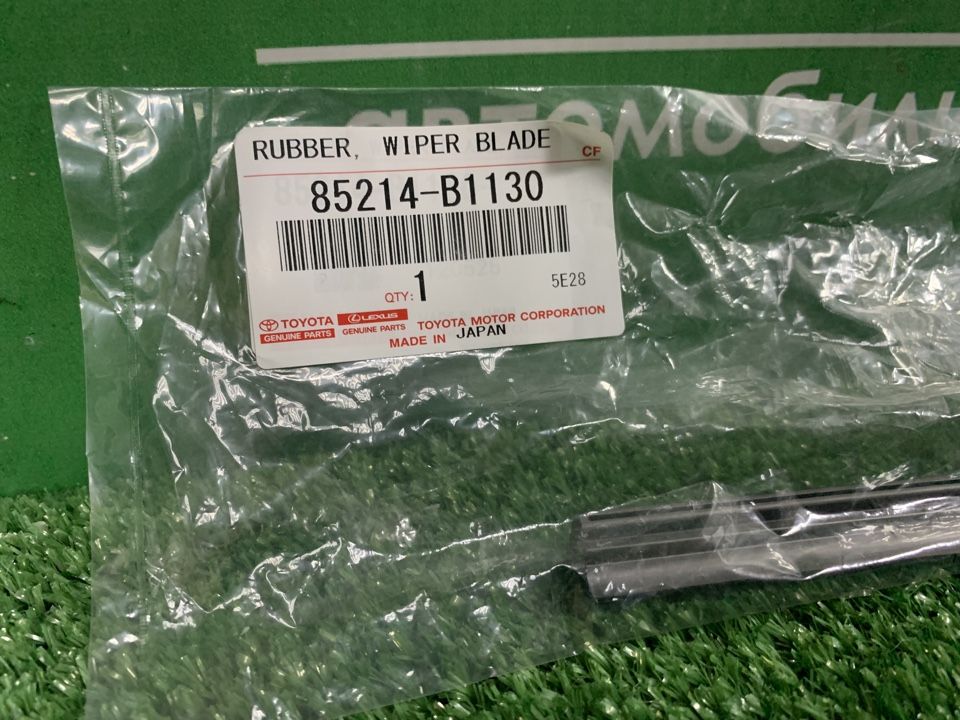 автомобиль
RUBBER, WIPER BLADE CF
85214-B1130
QTY: 1 5E28
TOYOTA LEXUS TOYOTA MOTOR CORPORATION
GENUINE PARTS GENUINE PARTS MADE IN JAPAN